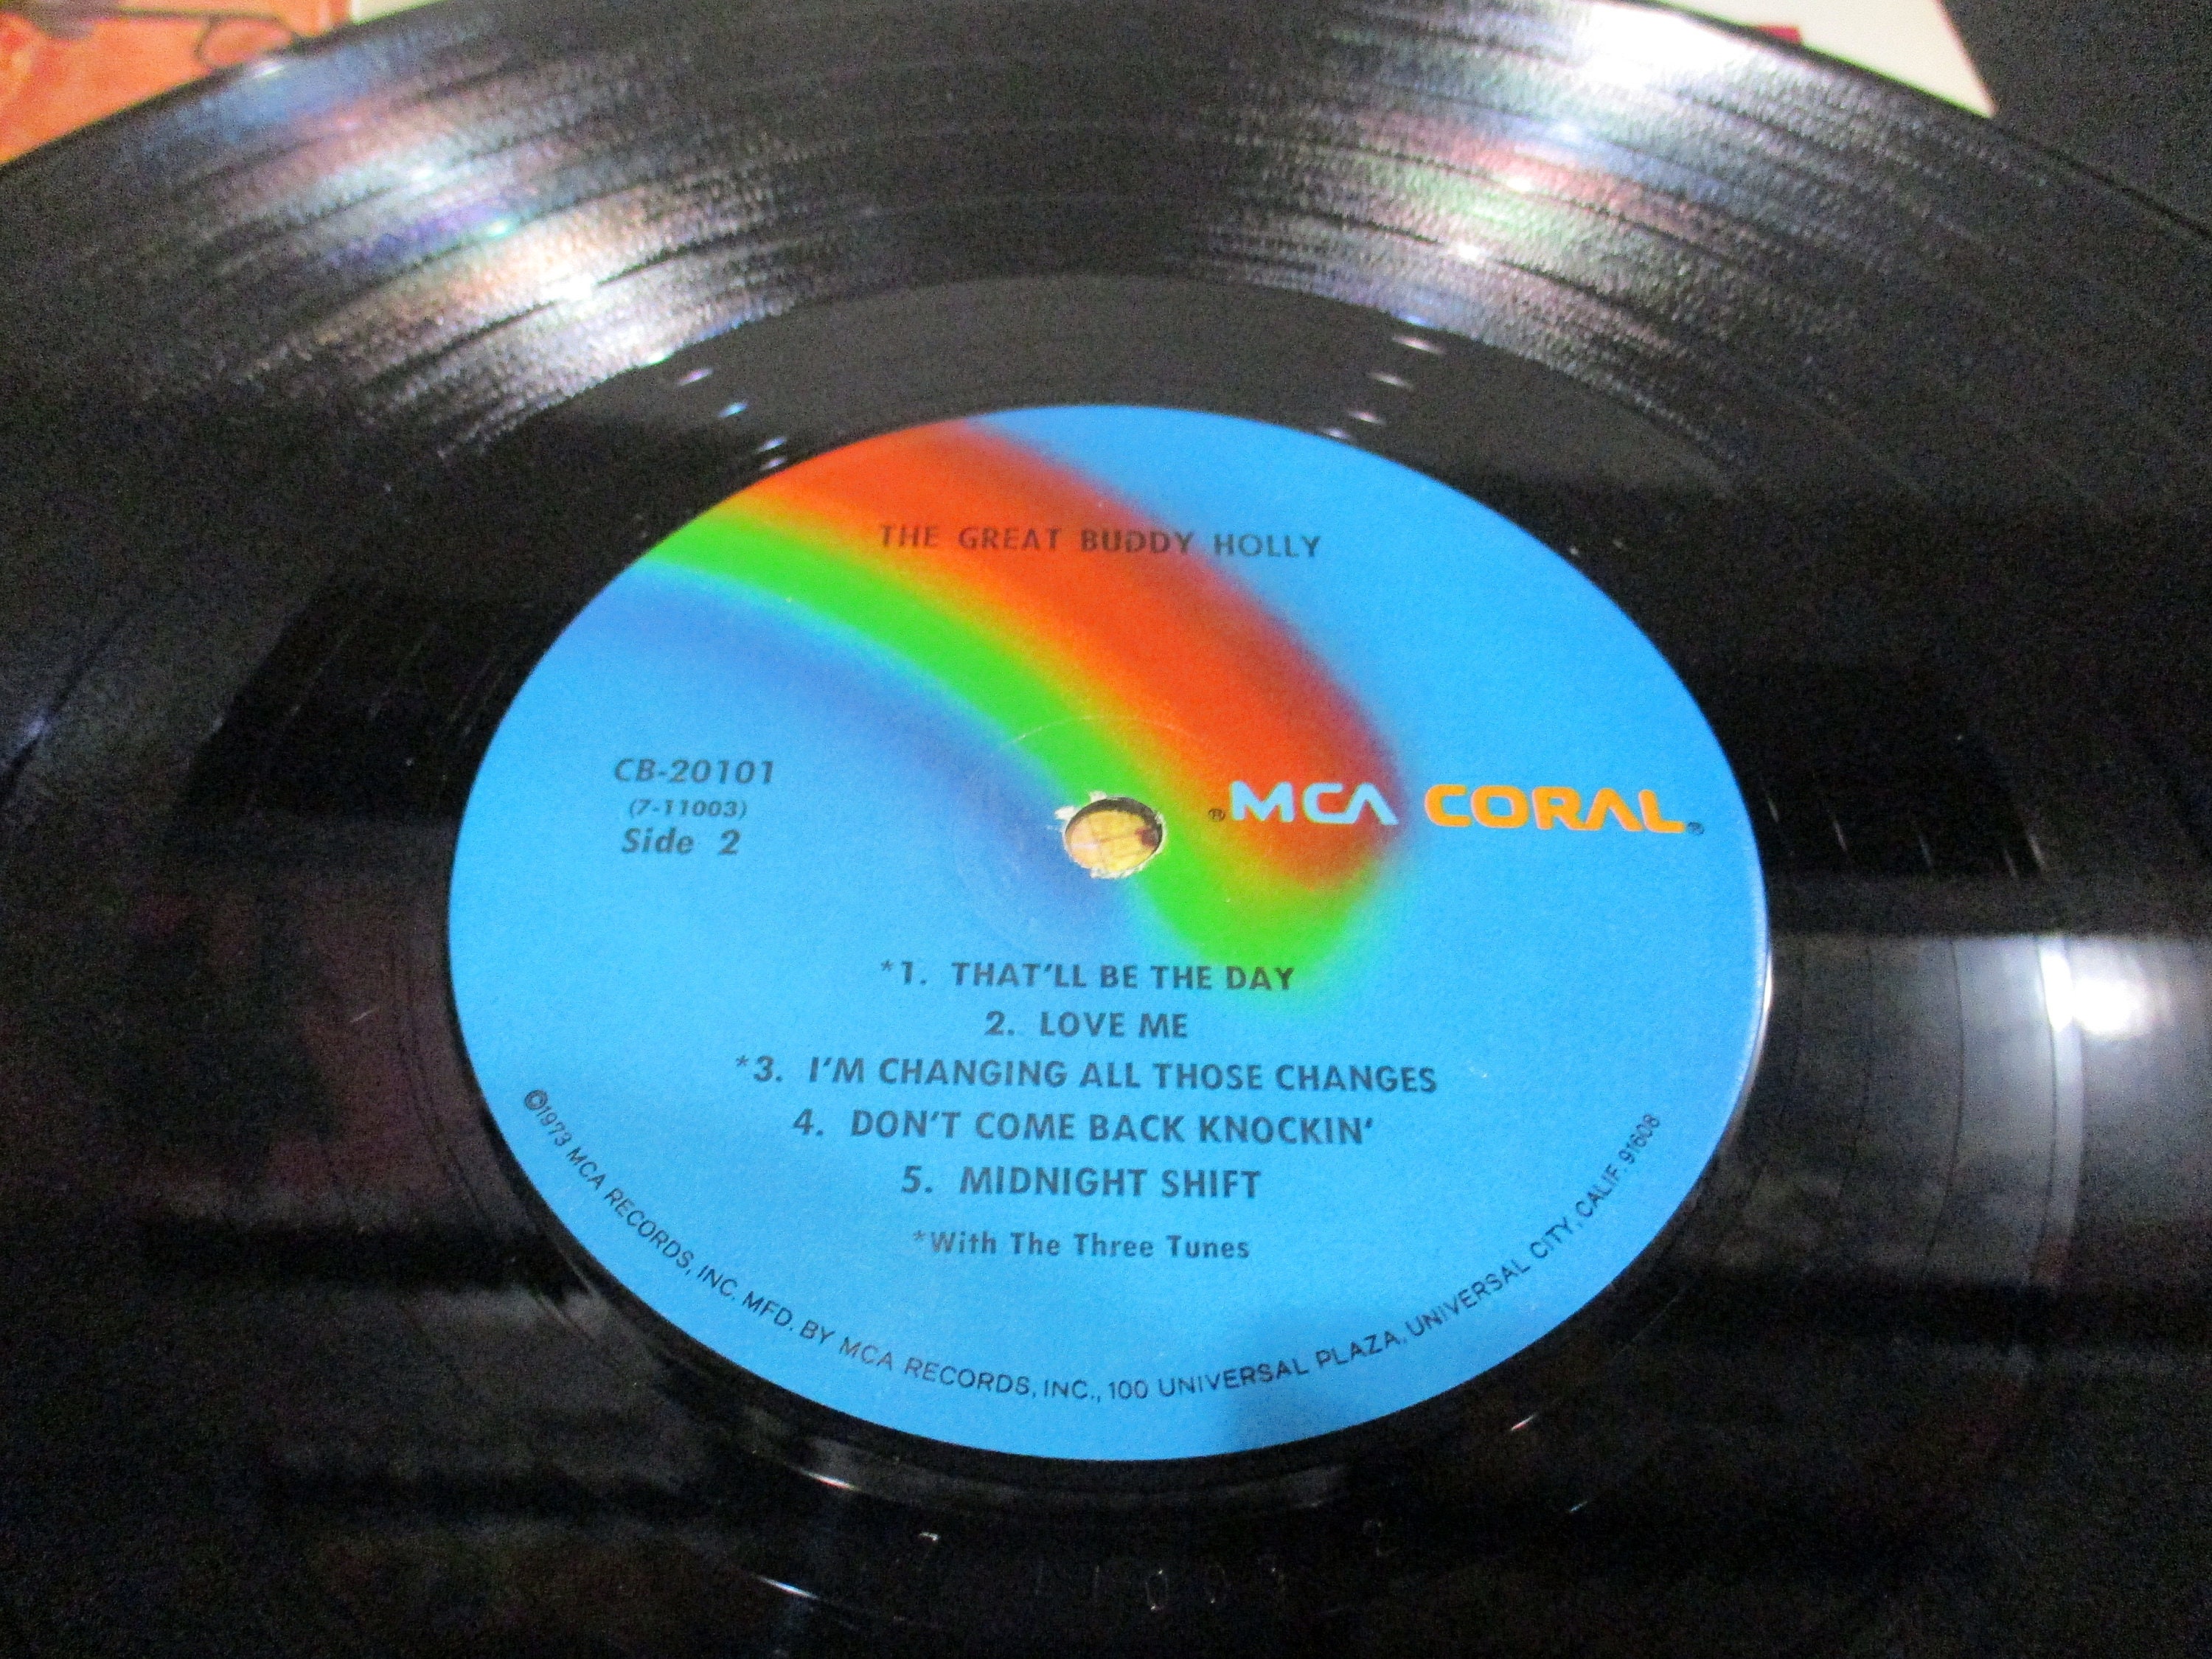 THE GREAT BUDDY HOLLY
CB-20101
(7-11003)
Side 2
®MCA CORAL®
*1. THAT'LL BE THE DAY
2. LOVE ME
*3. I'M CHANGING ALL THOSE CHANGES
4. DON'T COME BACK KNOCKIN'
5. MIDNIGHT SHIFT
*With The Three Tunes
©1973 MCA RECORDS, INC. MFD. BY MCA RECORDS, INC., 100 UNIVERSAL PLAZA, UNIVERSAL CITY, CALIF. 91608